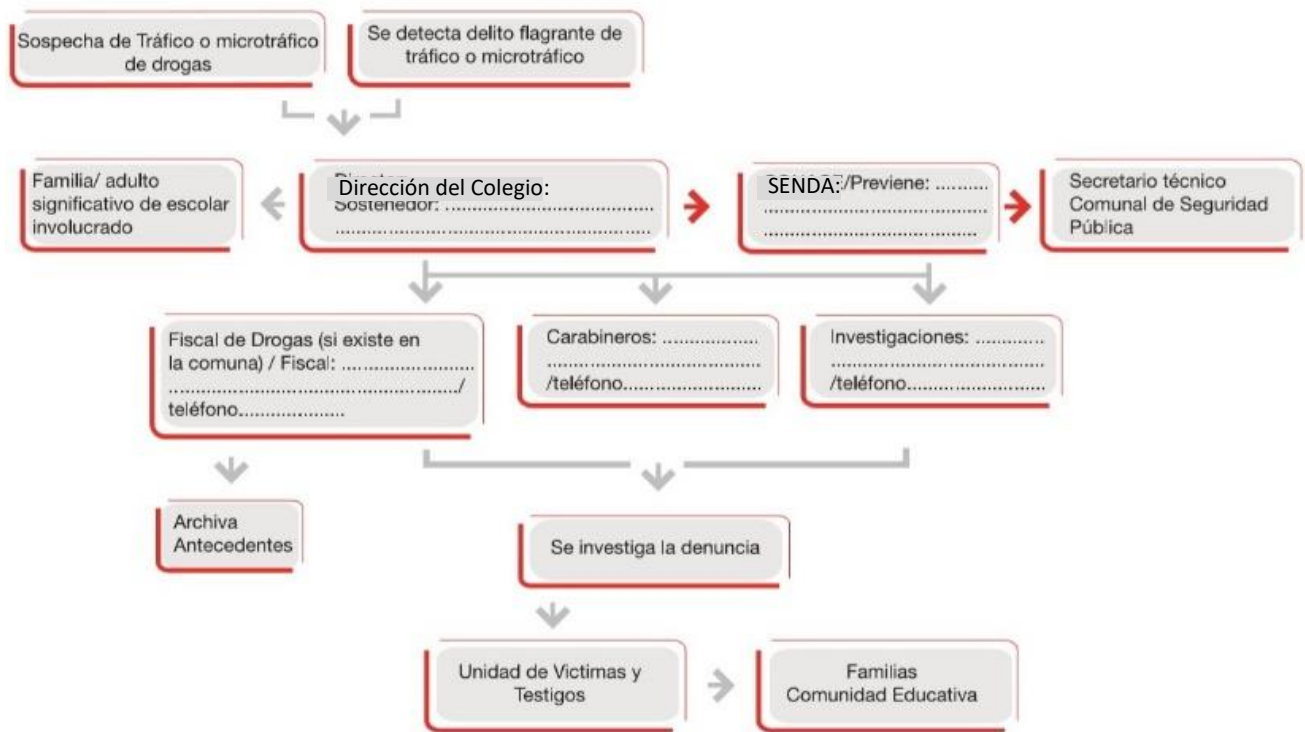 Sospecha de Tráfico o microtráfico
de drogas
Se detecta delito flagrante de
tráfico o microtráfico
Familia/ adulto
significativo de escolar
involucrado
Dirección del Colegio:
Sostenedor: ....................................................
................................................................
SENDA: /Previene: ...........
..............................................
...........................................
Secretario técnico
Comunal de Seguridad
Pública
Fiscal de Drogas (si existe en
la comuna) / Fiscal: ...........................
........................................................../
teléfono.....................
Carabineros: ...................
...........................................
/teléfono...........................
Investigaciones: ..............
...........................................
/teléfono...........................
Archiva
Antecedentes
Se investiga la denuncia
Unidad de Victimas y
Testigos
Familias
Comunidad Educativa